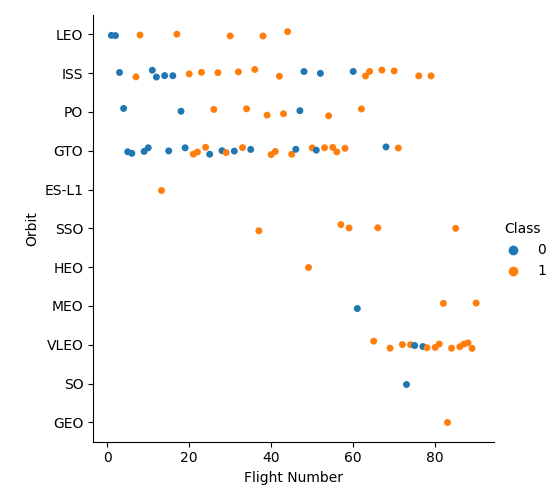 LEO
ISS
PO
GTO
ES-L1
SSO
HEO
MEO
VLEO
SO
GEO
Orbit
0 20 40 60 80
Flight Number
Class
0
1